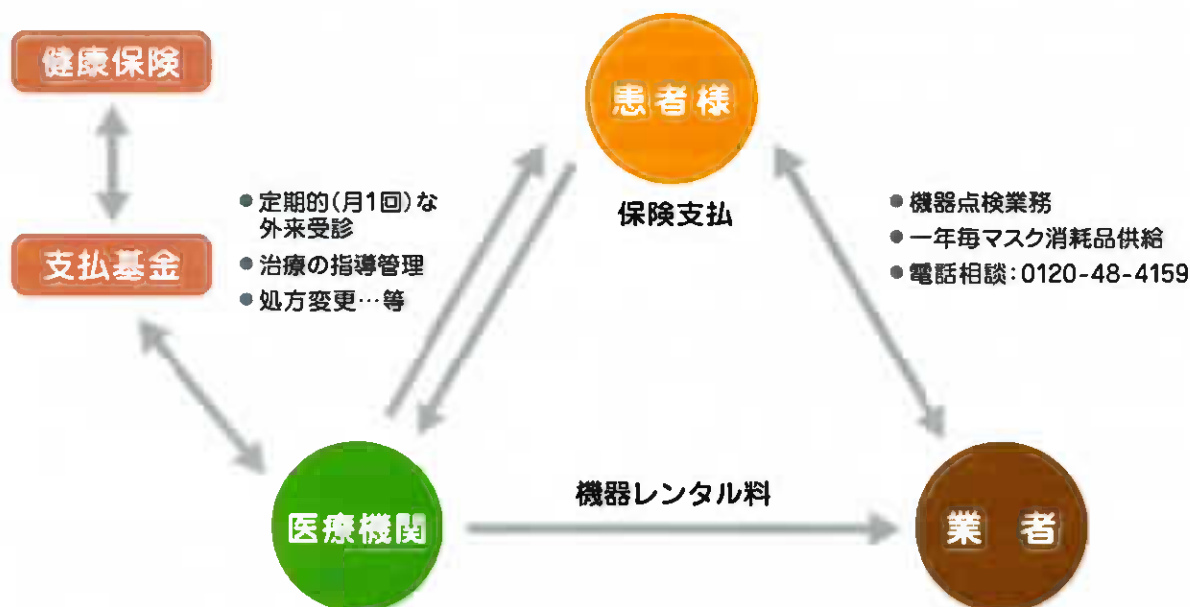 健康保険
患者様
保険支払
支払基金
●定期的(月1回)な
外来受診
●治療の指導管理
●処方変更…等
●機器点検業務
●一年毎マスク消耗品供給
●電話相談:0120-48-4159
医療機関
機器レンタル料
業 者